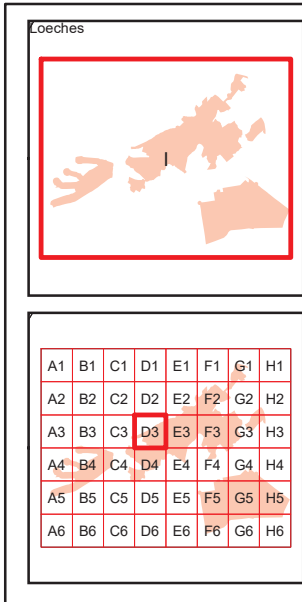 Loeches
I
A1 B1 C1 D1 E1 F1 G1 H1
A2 B2 C2 D2 E2 F2 G2 H2
A3 B3 C3 D3 E3 F3 G3 H3
A4 B4 C4 D4 E4 F4 G4 H4
A5 B5 C5 D5 E5 F5 G5 H5
A6 B6 C6 D6 E6 F6 G6 H6